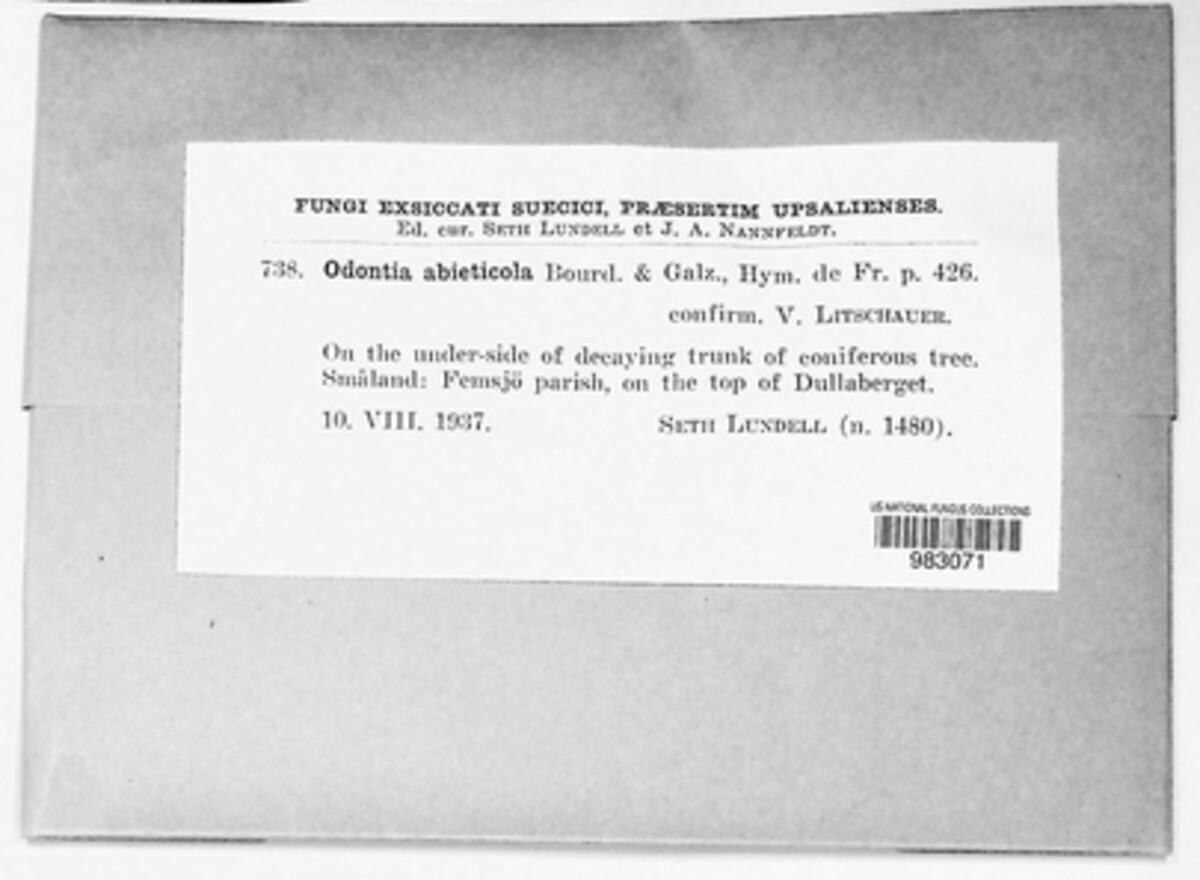 FUNGI EXSICCATI SUECICI, PRÆSERTIM UPSALIENSES.
Ed. cur. SETH LUNDELL et J. A. NANNFELDT.
738. Odontia abieticola Bourd. & Galz., Hym. de Fr. p. 426.
confirm. V. LITSCHAUER.
On the under-side of decaying trunk of coniferous tree.
Småland: Femsjö parish, on the top of Dullaberget.
10. VIII. 1937. SETH LUNDELL (n. 1480).
US NATIONAL FUNGUS COLLECTIONS
983071